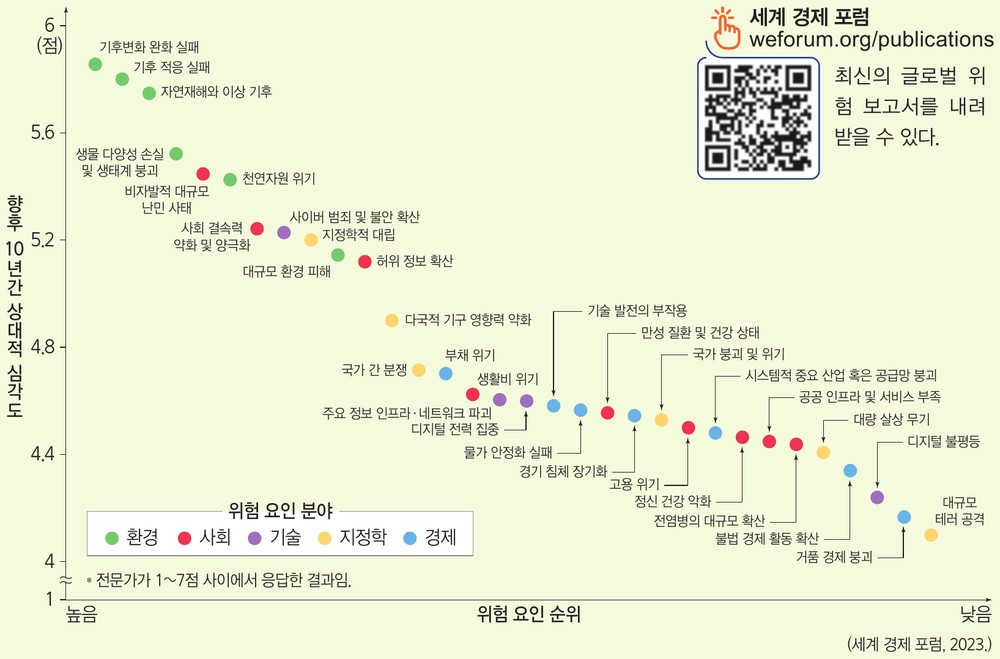 세계 경제 포럼
weforum.org/publications
최신의 글로벌 위
험 보고서를 내려
받을 수 있다.
6
(점)
5.6
5.2
4.8
4.4
4
1
향후 10년간 상대적 심각도
기후변화 완화 실패
기후 적응 실패
자연재해와 이상 기후
생물 다양성 손실
및 생태계 붕괴
비자발적 대규모
난민 사태
천연자원 위기
사회 결속력
약화 및 양극화
사이버 범죄 및 불안 확산
지정학적 대립
대규모 환경 피해
허위 정보 확산
다국적 기구 영향력 약화
국가 간 분쟁
부채 위기
생활비 위기
주요 정보 인프라·네트워크 파괴
디지털 전력 집중
기술 발전의 부작용
물가 안정화 실패
만성 질환 및 건강 상태
경기 침체 장기화
국가 붕괴 및 위기
고용 위기
시스템적 중요 산업 혹은 공급망 붕괴
정신 건강 악화
공공 인프라 및 서비스 부족
전염병의 대규모 확산
대량 살상 무기
불법 경제 활동 확산
디지털 불평등
거품 경제 붕괴
대규모
테러 공격
위험 요인 분야
환경 사회 기술 지정학 경제
* 전문가가 1~7점 사이에서 응답한 결과임.
높음 위험 요인 순위 낮음
(세계 경제 포럼, 2023.)